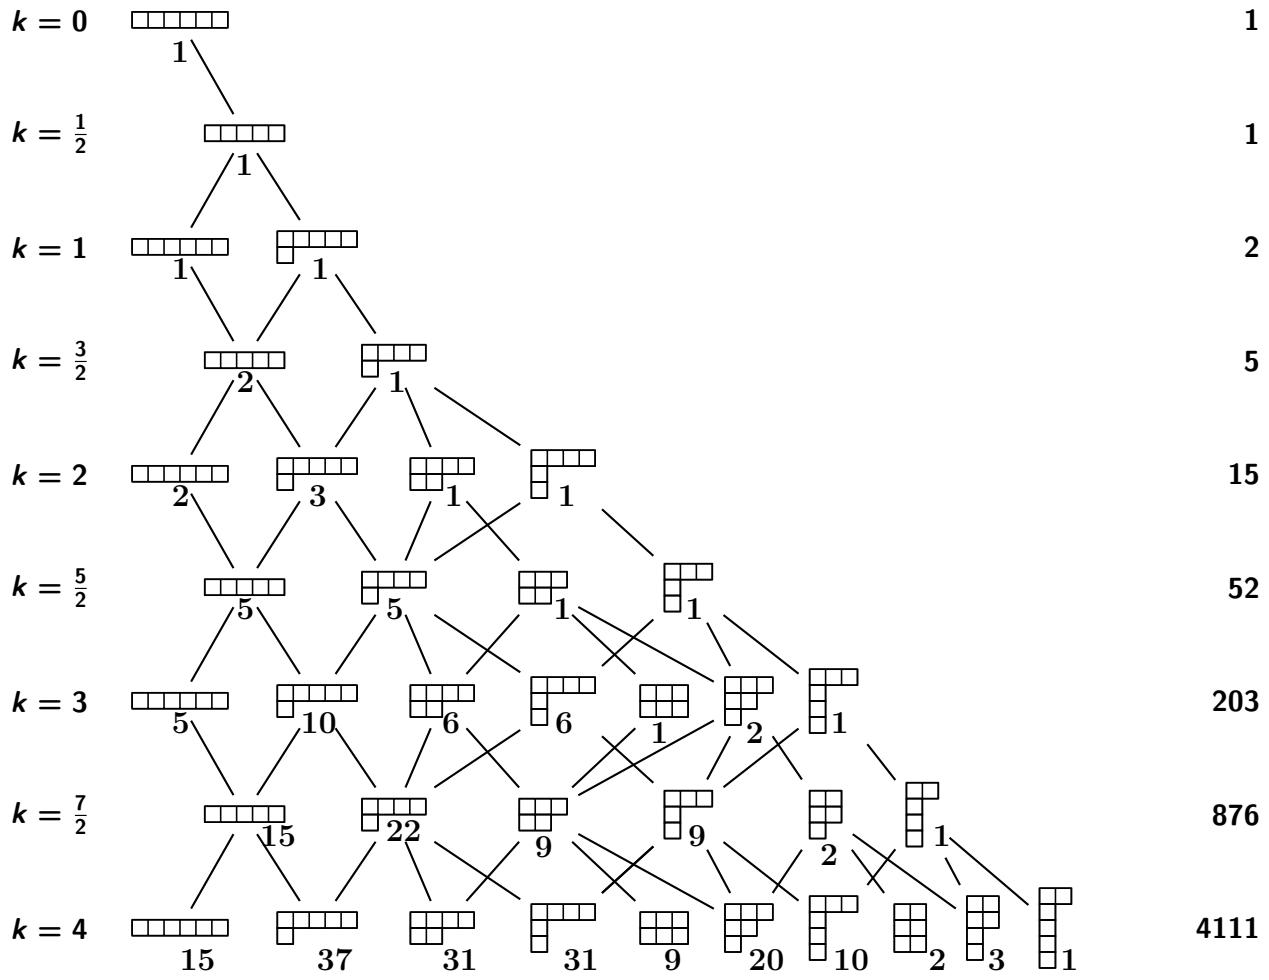 k = 0 1 1
k = 1/2 1 1
k = 1 1 1 2
k = 3/2 2 1 5
k = 2 2 3 1 1 15
k = 5/2 5 5 1 1 52
k = 3 5 10 6 6 1 2 1 203
k = 7/2 15 22 9 9 2 1 876
k = 4 15 37 31 31 9 20 10 2 3 1 4111